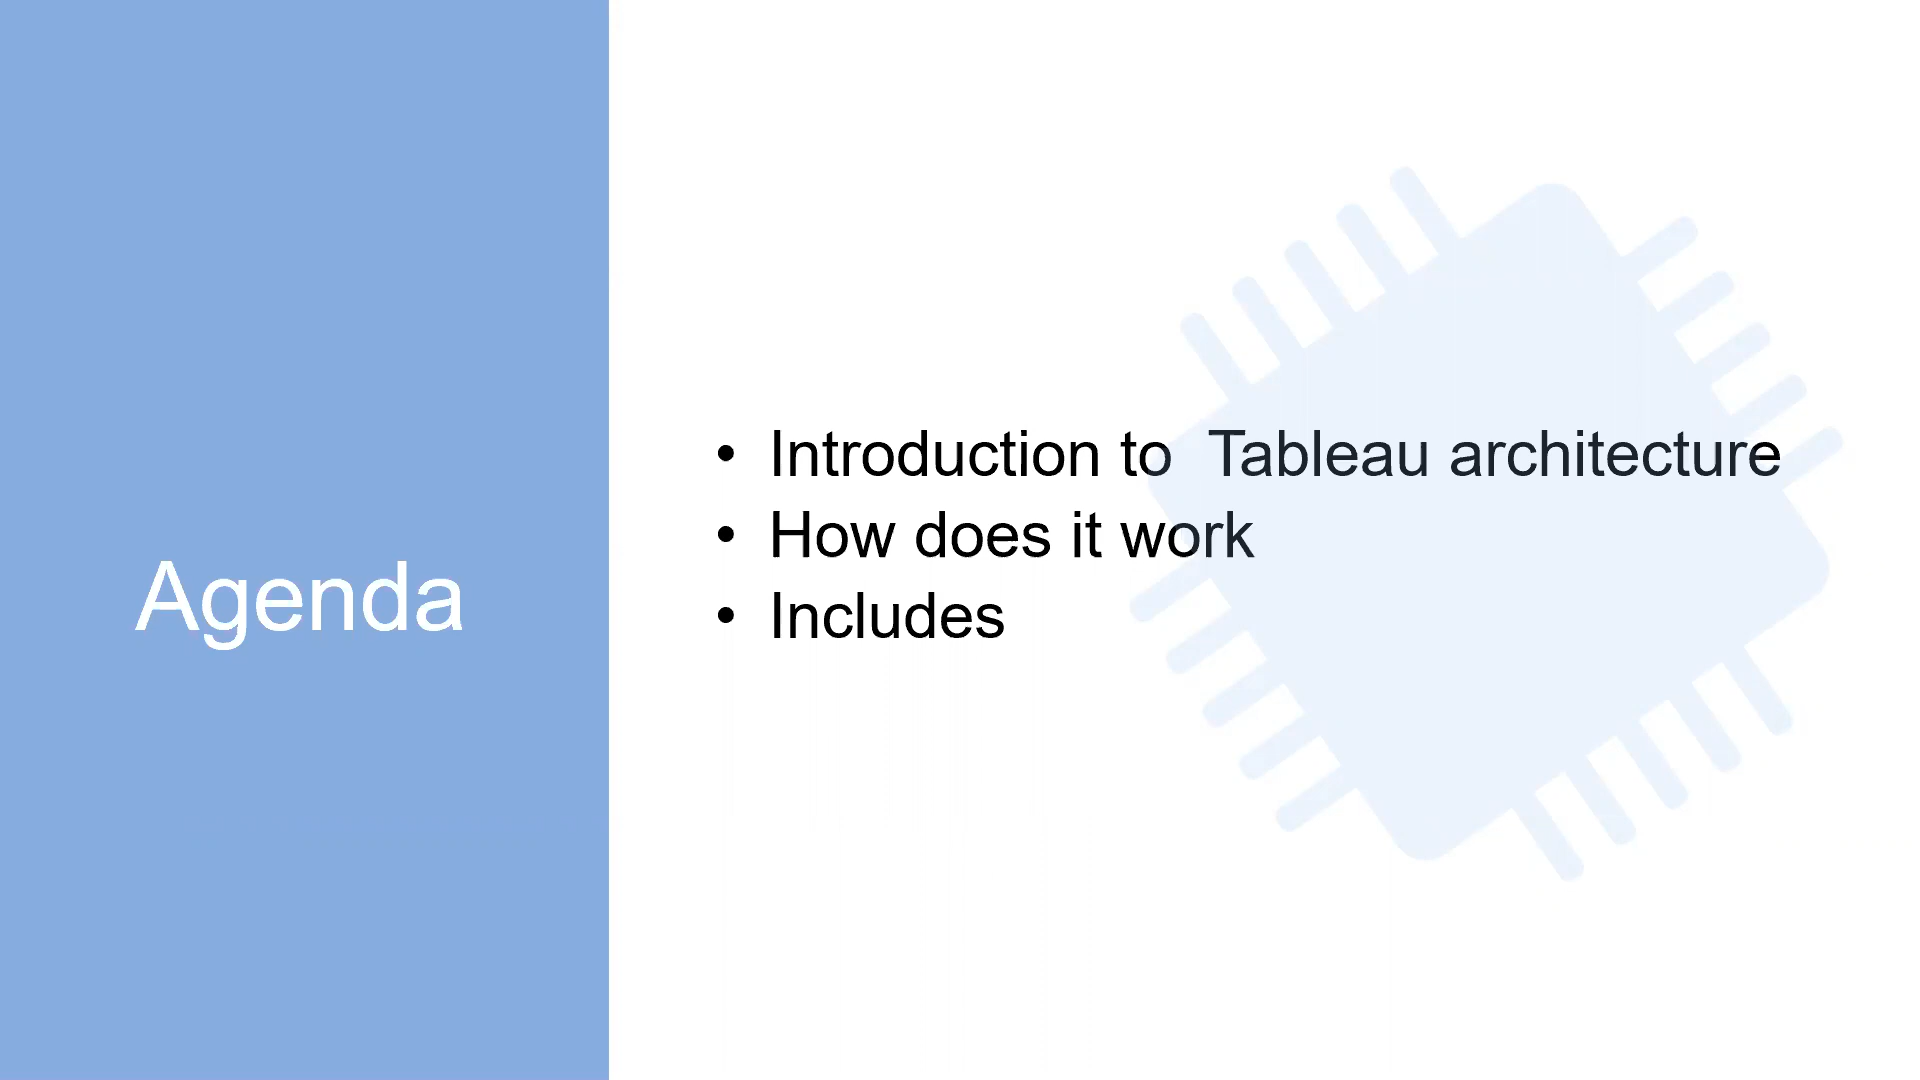 Agenda
• Introduction to  Tableau architecture
• How does it work
• Includes